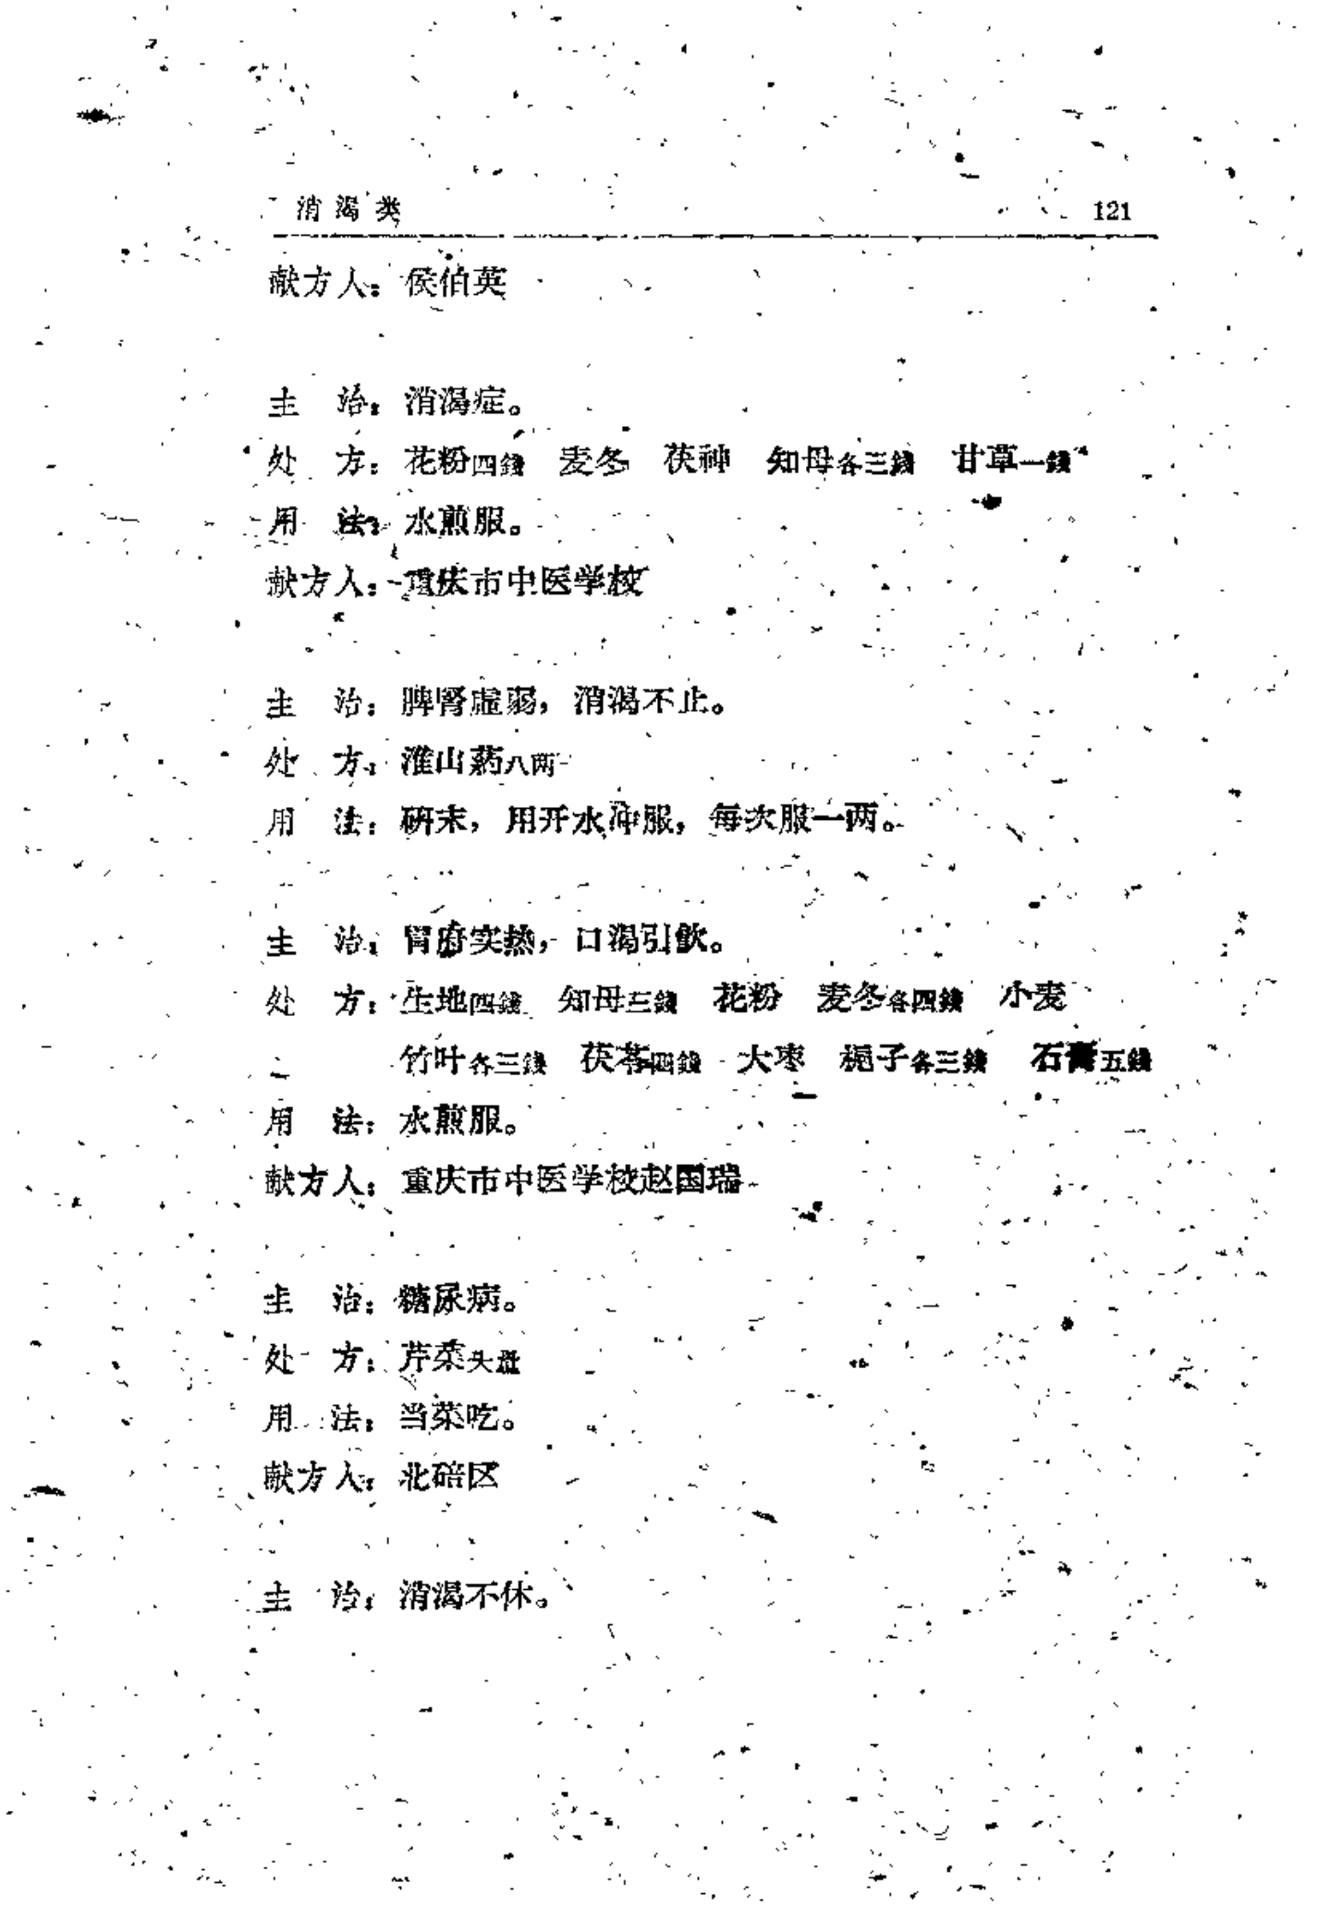 消渴类 121
献方人：侯伯英
主　治：消渴症。
处　方：花粉四錢　麦冬　茯神　知母各三錢　甘草一錢
用　法：水煎服。
献方人：重庆市中医学校
主　治：脾肾虚弱，消渴不止。
处　方：淮山葯八两
用　法：研末，用开水冲服，每次服一两。
主　治：胃府实热，口渴引飲。
处　方：生地四錢　知母三錢　花粉　麦冬各四錢　小麦
竹叶各三錢　茯苓四錢　大枣　梔子各三錢　石膏五錢
用　法：水煎服。
献方人：重庆市中医学校赵国瑞
主　治：糖尿病。
处　方：芹菜大量
用　法：当菜吃。
献方人：北碚区
主　治：消渴不休。